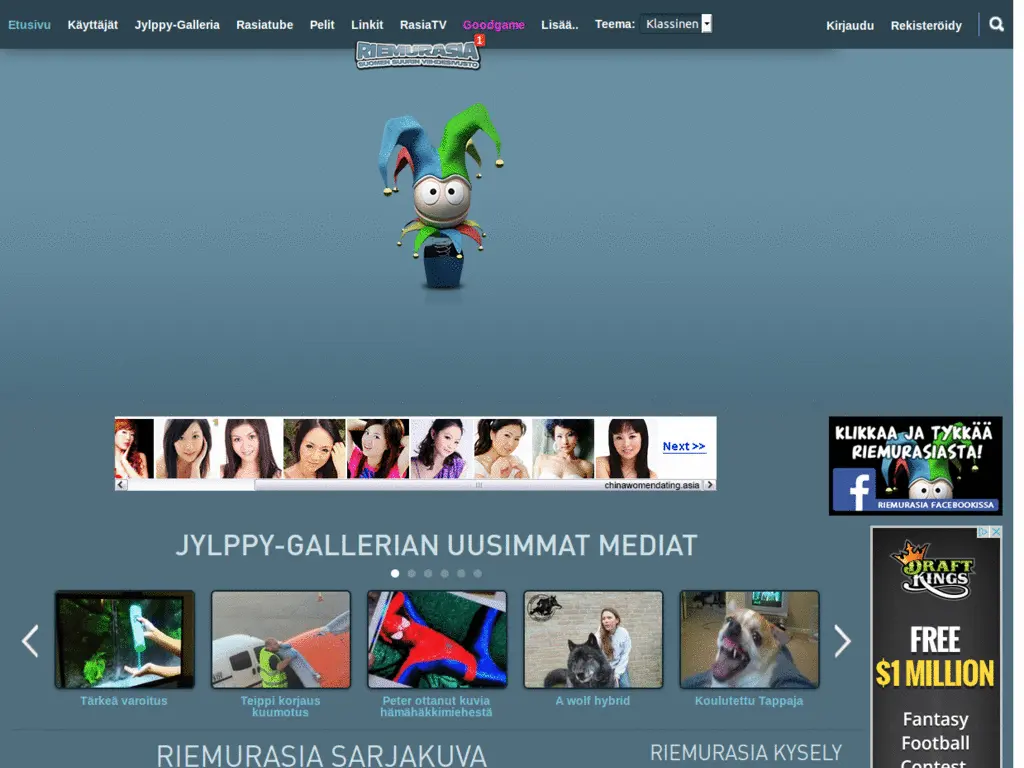 Etusivu Käyttäjät Jylppy-Galleria Rasiatube Pelit Linkit RasiaTV Goodgame Lisää.. Teema: Klassinen Kirjaudu Rekisteröidy
1
RIEMURASIA
SUOMEN SUURIN VIIHDESIVUSTO
Next >>
chinawomendating.asia
KLIKKAA JA TYKKÄÄ
RIEMURASIASTA!
f
RIEMURASIA FACEBOOKISSA
JYLPPY-GALLERIAN UUSIMMAT MEDIAT
DRAFT
KINGS
FREE
$1 MILLION
Fantasy
Football
Contest
Tärkeä varoitus
Teippi korjaus
kuumotus
Peter ottanut kuvia
hämähäkkimiehestä
A wolf hybrid
Koulutettu Tappaja
RIEMURASIA SARJAKUVA
RIEMURASIA KYSELY